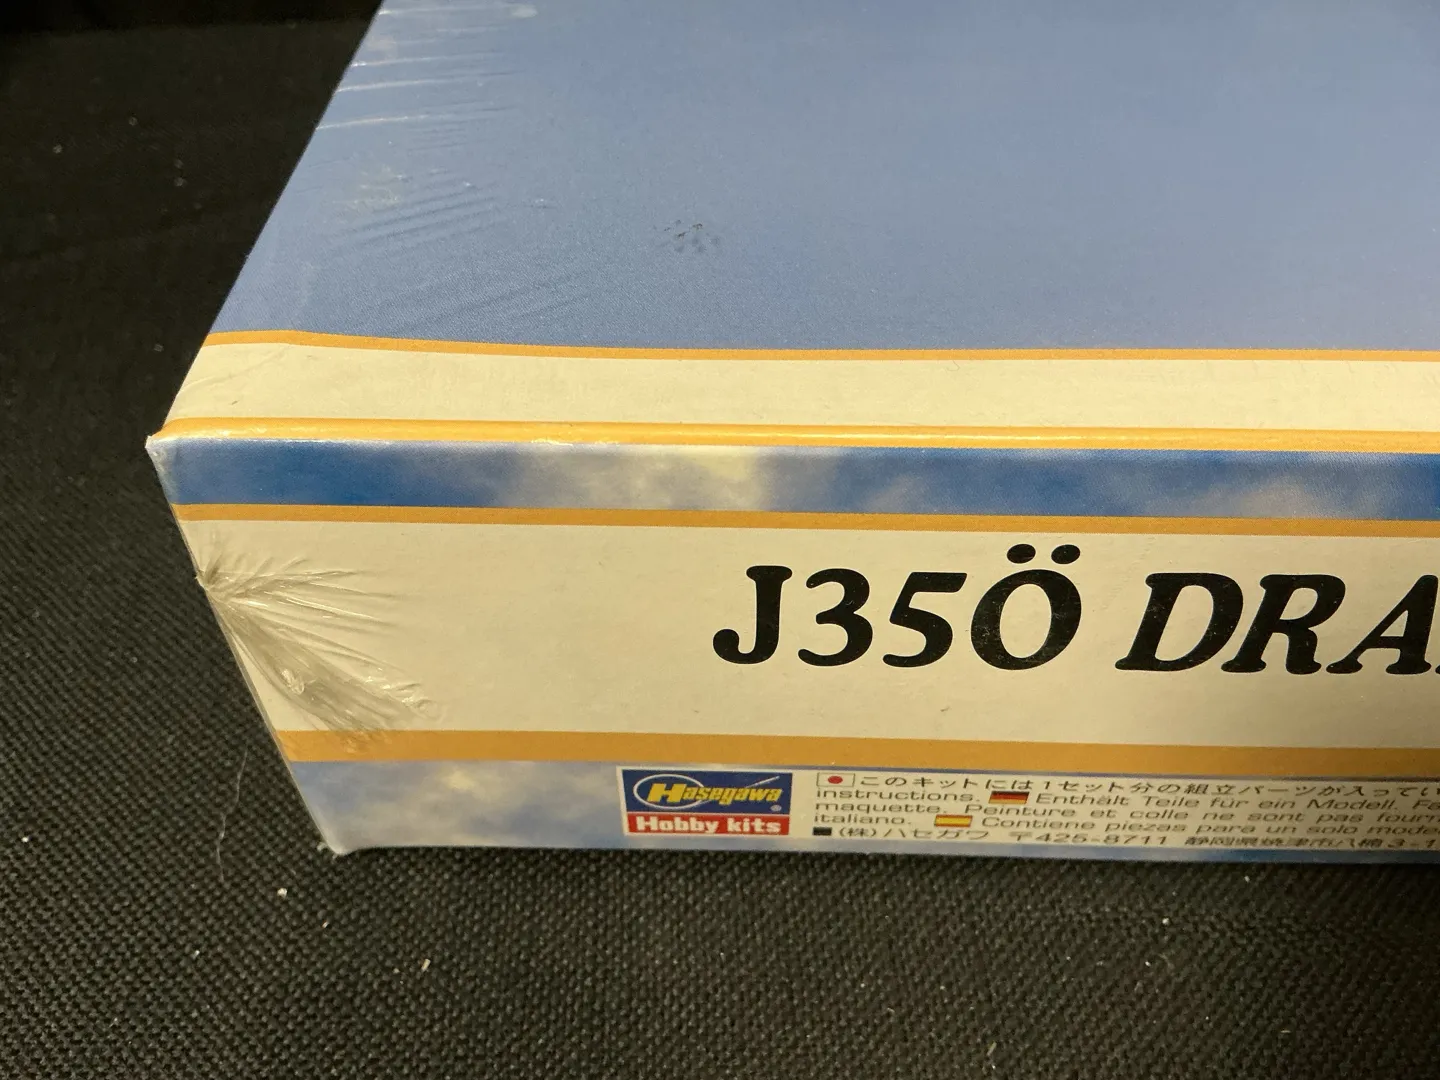 J35Ö DRA
Hasegawa
Hobby kits
このキットには1セット分の組立パーツが入ってい
instructions. Enthält Teile für ein Modell. Fa
maquette. Peinture et colle ne sont pas fourn
italiano. Contiene piezas para un solo mode
(株)ハセガワ 〒425-8711 静岡県焼津市八楠3-1